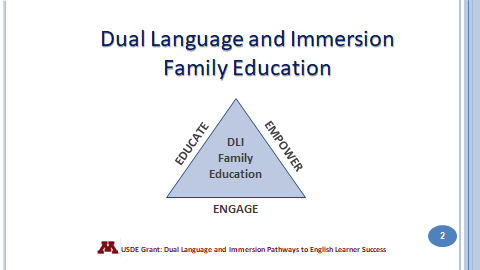 Dual Language and Immersion
Family Education
EDUCATE
EMPOWER
DLI
Family
Education
ENGAGE
2
M
USDE Grant: Dual Language and Immersion Pathways to English Learner Success